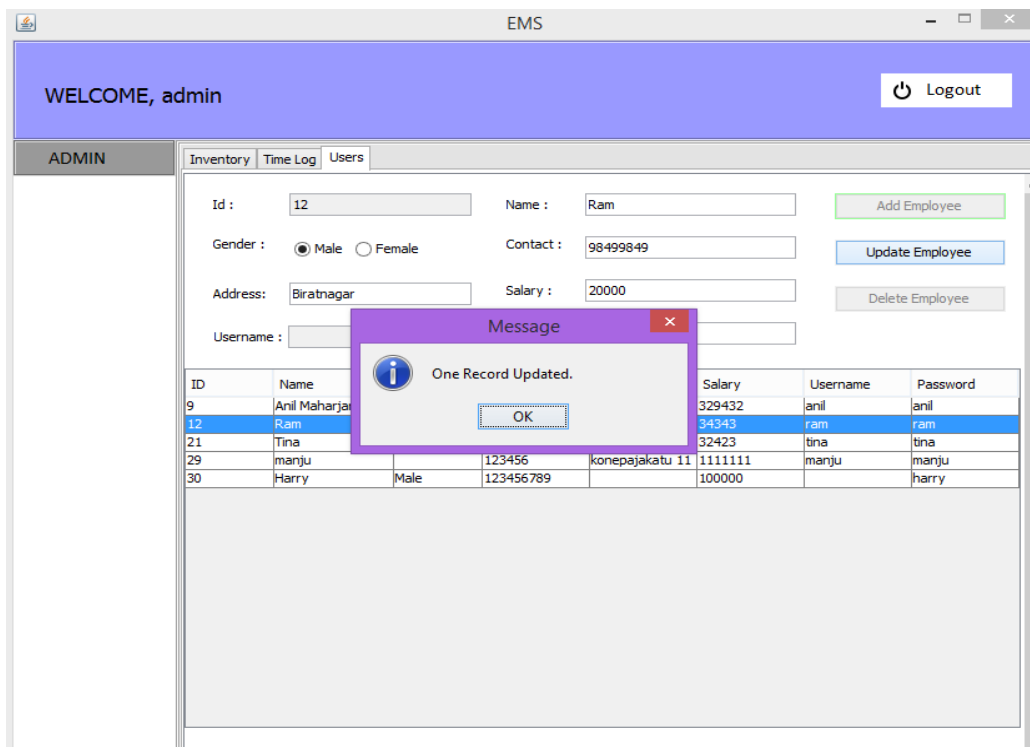 EMS
WELCOME, admin
Logout
ADMIN
Inventory Time Log Users
Id : 12 Name : Ram Add Employee
Gender : Male Female Contact : 98499849 Update Employee
Address: Biratnagar Salary : 20000 Delete Employee
Username :
Message
One Record Updated.
OK
ID Name Salary Username Password
9 Anil Maharjan 329432 anil anil
12 Ram 34343 ram ram
21 Tina 32423 tina tina
29 manju 123456 konepajakatu 11 1111111 manju manju
30 Harry Male 123456789 100000 harry